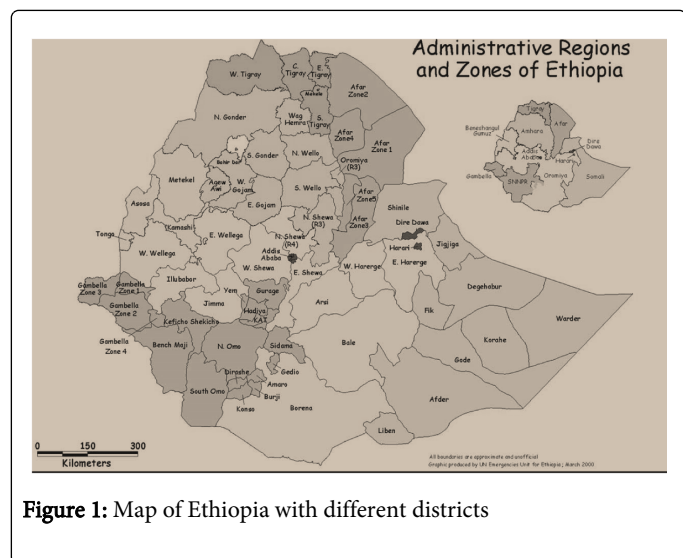 Administrative Regions
and Zones of Ethiopia
W. Tigray
C.
Tigray
E.
Tigray
Mekele
Afar
Zone2
N. Gonder
Wag
Hemra
S.
Tigray
Afar
Zone4
Afar
Zone 1
Bahir Dar
S. Gonder
N. Wello
Oromiya
(R3)
Metekel
Agew
Awi
W.
Gojam
S. Wello
Afar
Zone5
E. Gojam
Asosa
Kamashi
N. Shewa
(R3)
Afar
Zone3
Shinile
Dire Dawa
Tongo
E. Wellega
N. Shewa
(R4)
Addis
Ababa
Harari
Jigjiga
W. Wellega
W. Shewa
E. Shewa
W. Harerge
E. Harerge
Gambella
Zone 3
Gambella
Zone 1
Illubabor
Yem
Gurage
Degehabur
Gambella
Zone 2
Jimma
Hadiya
KAT
Arsi
Fik
Warder
Keficho Shekicho
Gambella
Zone 4
Bench Maji
N. Omo
Sidama
Bale
Korahe
Gode
Dirashe
Gedio
Amaro
Burji
South Omo
Konso
Borena
Afder
Liben
Tigray
Afar
Beneshangul
Gumuz
Amhara
Dire
Dawa
Addis
Ababa
Harari
Gambella
Oromiya
Somali
SNNPR
0 150 300
Kilometers
All boundaries are approximate and unofficial
Graphic produced by UN Emergencies Unit for Ethiopia; March 2000
Figure 1: Map of Ethiopia with different districts